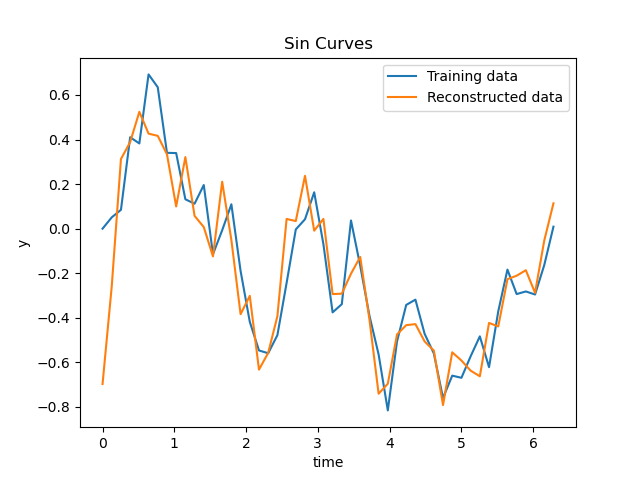 Sin Curves
Training data
Reconstructed data
y
0.6
0.4
0.2
0.0
−0.2
−0.4
−0.6
−0.8
0 1 2 3 4 5 6
time